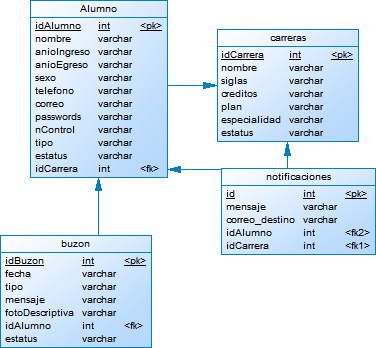 Alumno
idAlumno int <pk>
nombre varchar
anioIngreso varchar
anioEgreso varchar
sexo varchar
telefono varchar
correo varchar
passwords varchar
nControl varchar
tipo varchar
estatus varchar
idCarrera int <fk>
carreras
idCarrera int <pk>
nombre varchar
siglas varchar
creditos varchar
plan varchar
especialidad varchar
estatus varchar
notificaciones
id int <pk>
mensaje varchar
correo_destino varchar
idAlumno int <fk2>
idCarrera int <fk1>
buzon
idBuzon int <pk>
fecha varchar
tipo varchar
mensaje varchar
fotoDescriptiva varchar
idAlumno int <fk>
estatus varchar